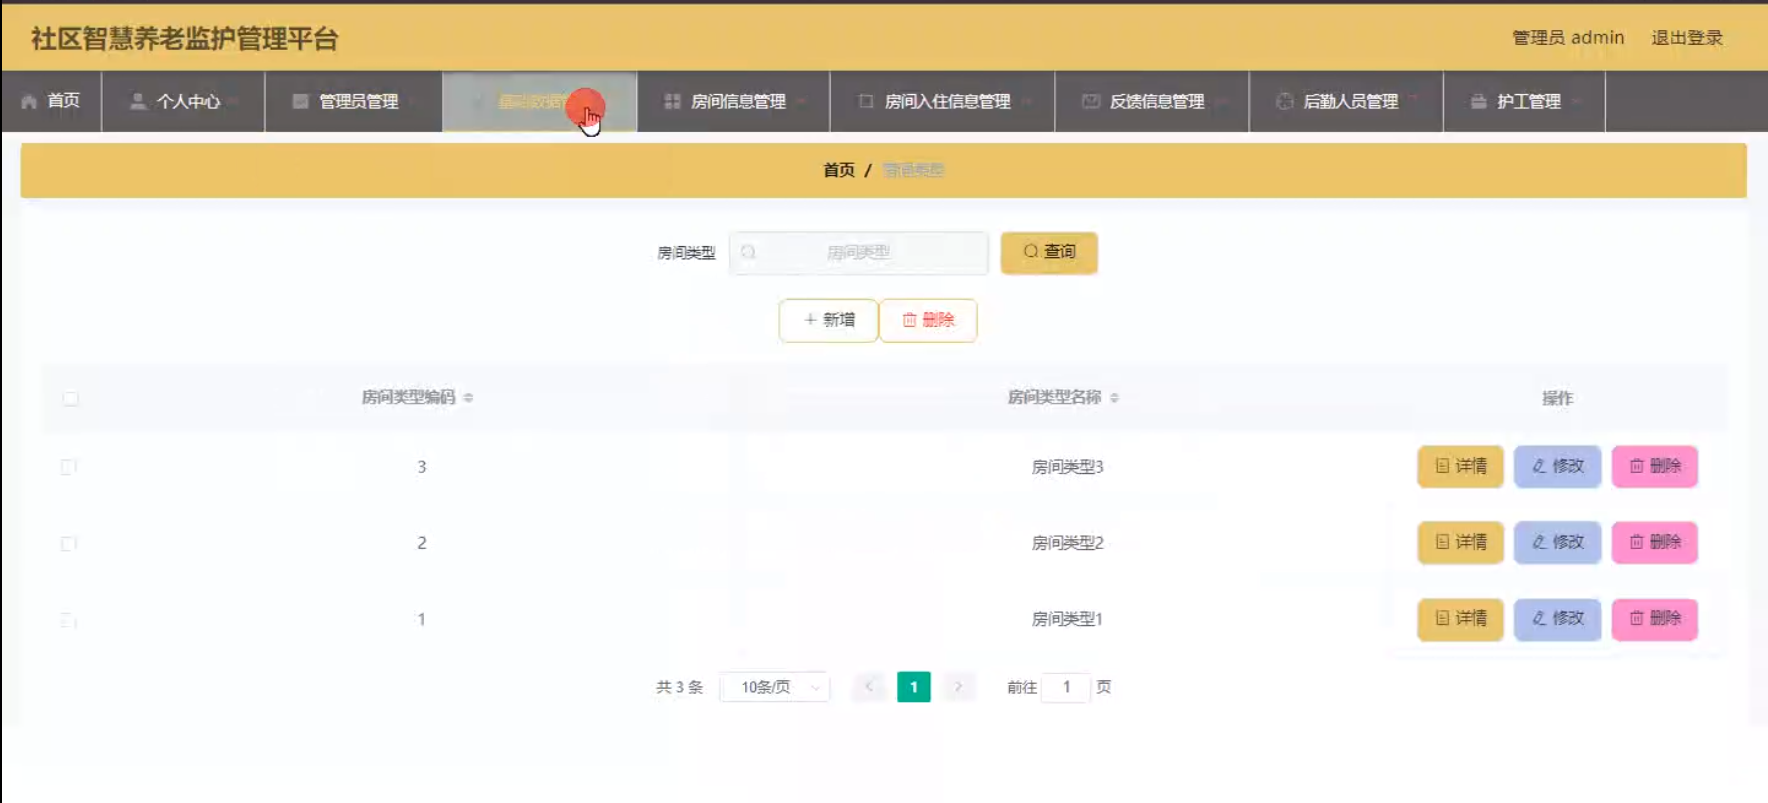 社区智慧养老监护管理平台
管理员 admin 退出登录
首页 个人中心 管理员管理 基础数据 房间信息管理 房间入住信息管理 反馈信息管理 后勤人员管理 护工管理
首页 /
房间类型 房间类型 查询
新增 删除
房间类型编码 房间类型名称 操作
3 房间类型3 详情 修改 删除
2 房间类型2 详情 修改 删除
1 房间类型1 详情 修改 删除
共 3 条 10条/页 1 前往 1 页